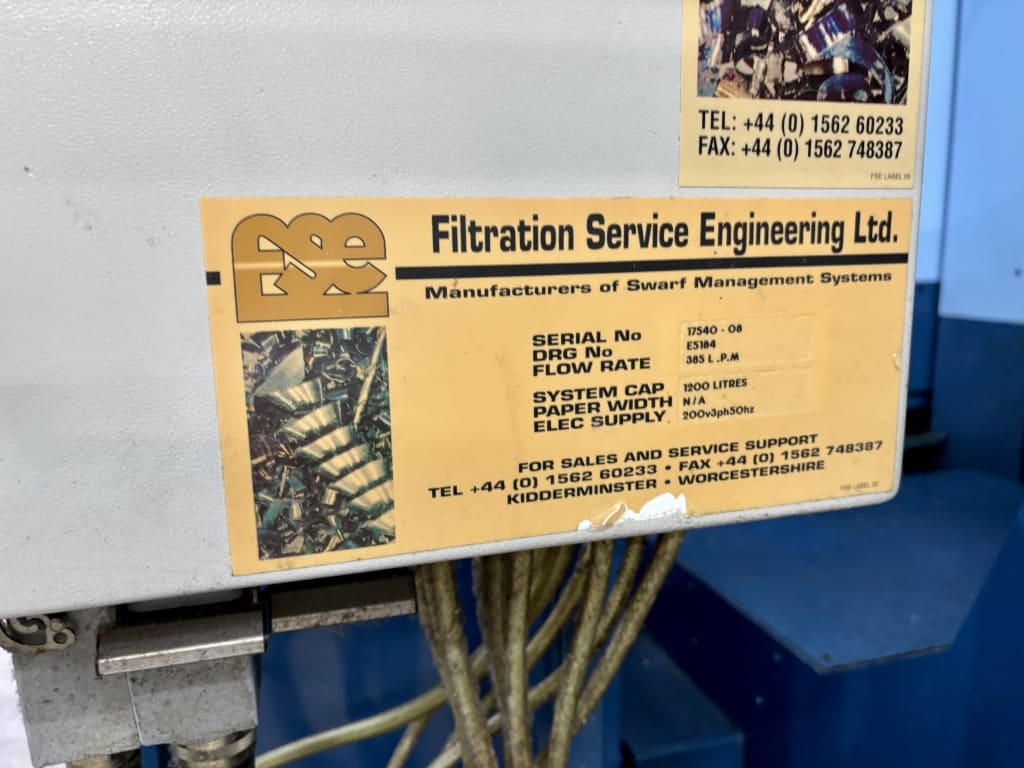 TEL: +44 (0) 1562 60233
FAX: +44 (0) 1562 748387
FSE LABEL 05
fse
Filtration Service Engineering Ltd.
Manufacturers of Swarf Management Systems
SERIAL No 17540 - 08
DRG No E5184
FLOW RATE 385 L .P.M
SYSTEM CAP 1200 LITRES
PAPER WIDTH N/A
ELEC SUPPLY 200v3ph50hz
FOR SALES AND SERVICE SUPPORT
TEL +44 (0) 1562 60233 • FAX +44 (0) 1562 748387
KIDDERMINSTER • WORCESTERSHIRE
FSE LABEL 02